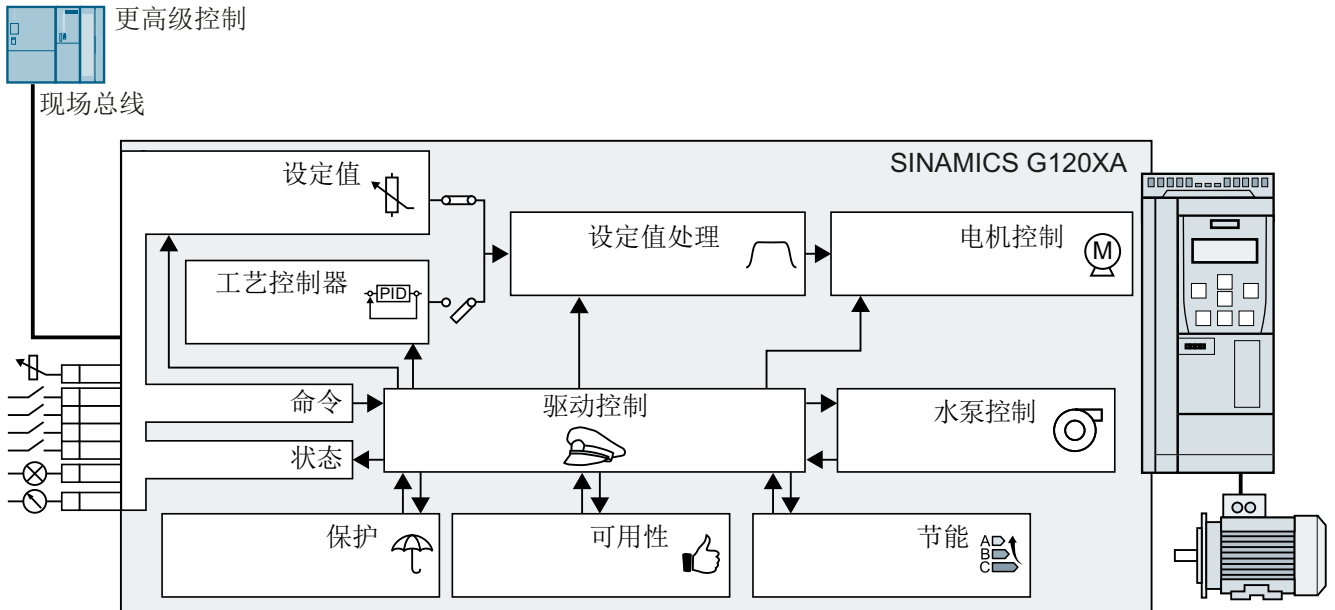 更高级控制
现场总线
SINAMICS G120XA
设定值
设定值处理
电机控制
M
工艺控制器
PID
命令
驱动控制
水泵控制
状态
保护
可用性
节能
A
B
C